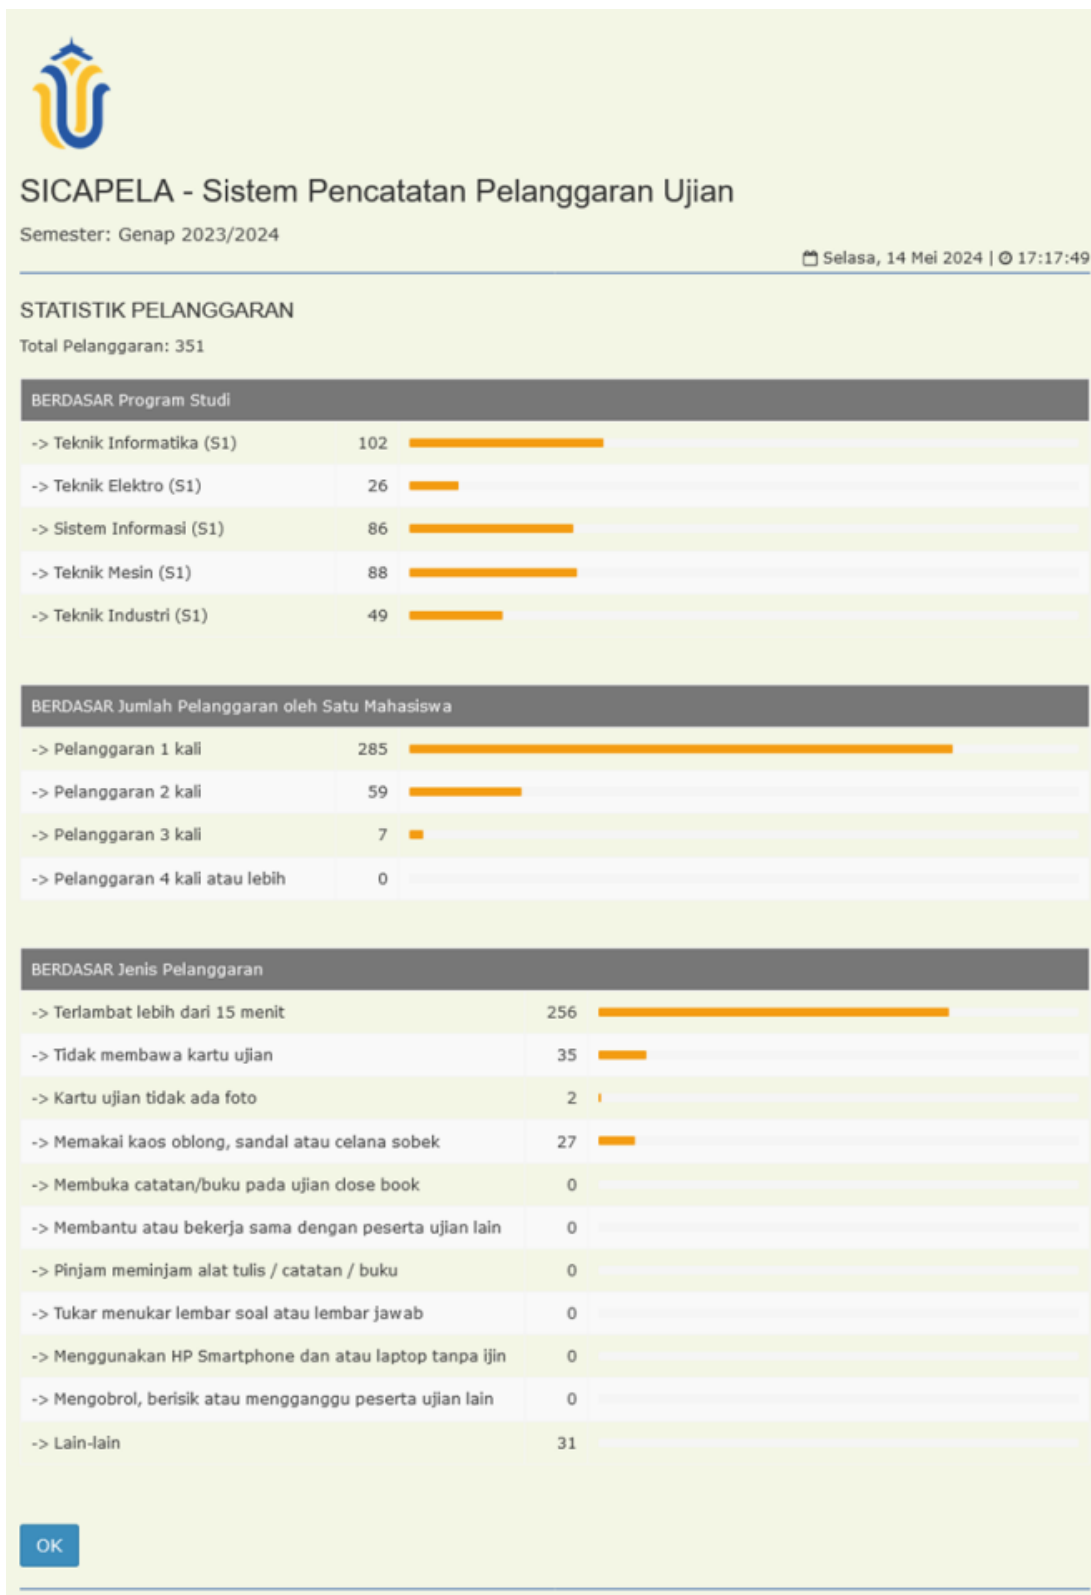 SICAPELA - Sistem Pencatatan Pelanggaran Ujian
Semester: Genap 2023/2024
Selasa, 14 Mei 2024 | 17:17:49
STATISTIK PELANGGARAN
Total Pelanggaran: 351
BERDASAR Program Studi
-> Teknik Informatika (S1) 102
-> Teknik Elektro (S1) 26
-> Sistem Informasi (S1) 86
-> Teknik Mesin (S1) 88
-> Teknik Industri (S1) 49
BERDASAR Jumlah Pelanggaran oleh Satu Mahasiswa
-> Pelanggaran 1 kali 285
-> Pelanggaran 2 kali 59
-> Pelanggaran 3 kali 7
-> Pelanggaran 4 kali atau lebih 0
BERDASAR Jenis Pelanggaran
-> Terlambat lebih dari 15 menit 256
-> Tidak membawa kartu ujian 35
-> Kartu ujian tidak ada foto 2
-> Memakai kaos oblong, sandal atau celana sobek 27
-> Membuka catatan/buku pada ujian close book 0
-> Membantu atau bekerja sama dengan peserta ujian lain 0
-> Pinjam meminjam alat tulis / catatan / buku 0
-> Tukar menukar lembar soal atau lembar jawab 0
-> Menggunakan HP Smartphone dan atau laptop tanpa ijin 0
-> Mengobrol, berisik atau mengganggu peserta ujian lain 0
-> Lain-lain 31
OK